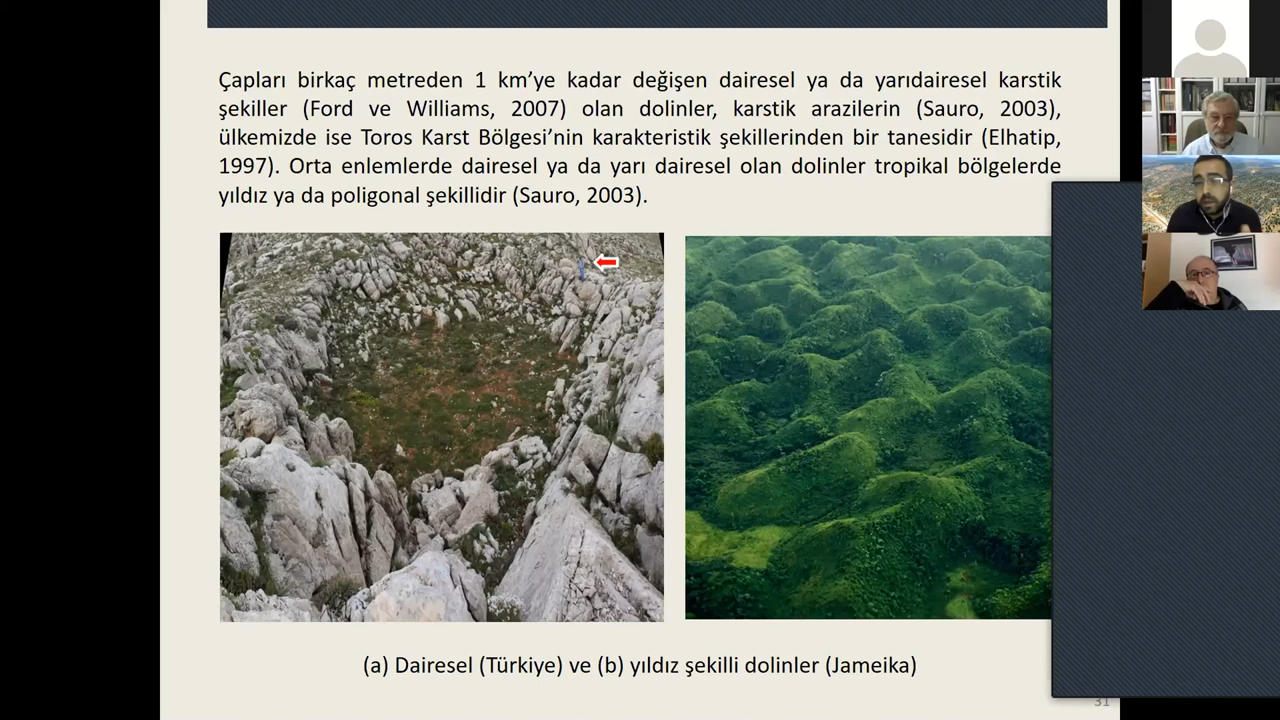 Çapları birkaç metreden 1 km’ye kadar değişen dairesel ya da yarıdairesel karstik
şekiller (Ford ve Williams, 2007) olan dolinler, karstik arazilerin (Sauro, 2003),
ülkemizde ise Toros Karst Bölgesi’nin karakteristik şekillerinden bir tanesidir (Elhatip,
1997). Orta enlemlerde dairesel ya da yarı dairesel olan dolinler tropikal bölgelerde
yıldız ya da poligonal şekillidir (Sauro, 2003).
(a) Dairesel (Türkiye) ve (b) yıldız şekilli dolinler (Jameika)
31